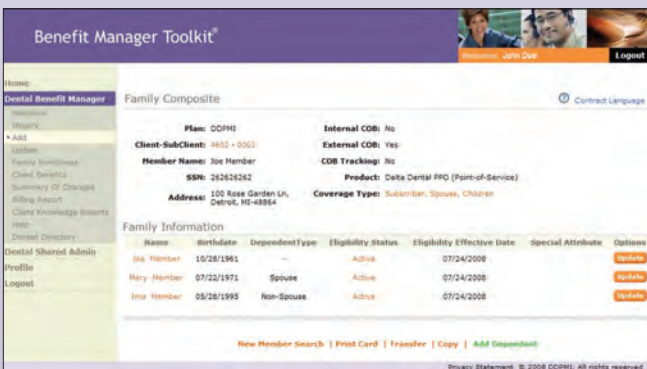 Benefit Manager Toolkit®
Welcome: John Doe
Logout
Home
Dental Benefit Manager
Add
Update
Family Enrollment
Client Benefits
Summary Of Changes
Billing Report
Client Knowledge Reports
Help
Dentist Directory
Dental Shared Admin
Profile
Logout
Family Composite
Contract Language
Plan: DDPMI Internal COB: No
Client-SubClient: External COB: Yes
Member Name: Joe Member COB Tracking: No
SSN: 262626262 Product: Delta Dental PPO (Point-of-Service)
Address: 100 Rose Garden Ln, Coverage Type: Subscriber, Spouse, Children
Detroit, MI-48864
Family Information
Name Birthdate DependentType Eligibility Status Eligibility Effective Date Special Attribute Options
Member 10/28/1961 -- Active 07/24/2008 Update
Mary Member 07/22/1971 Spouse Active 07/24/2008 Update
Ima Member 05/28/1995 Non-Spouse Active 07/24/2008 Update
New Member Search | Print Card | Transfer | Copy | Add Dependent
Privacy Statement © 2008 DDPMI. All rights reserved